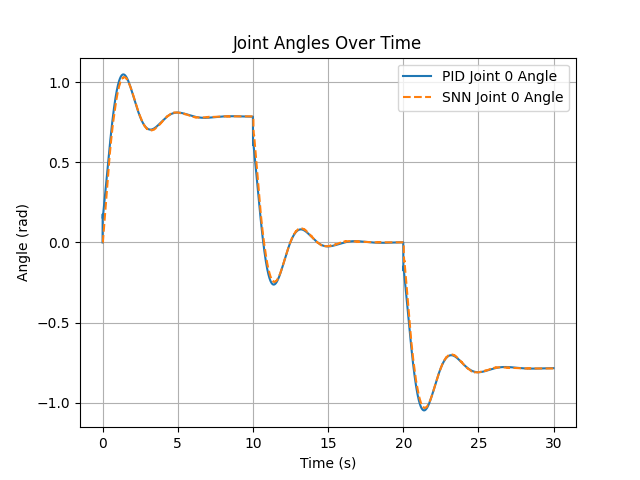 Joint Angles Over Time
PID Joint 0 Angle
SNN Joint 0 Angle
Angle (rad)
1.0
0.5
0.0
−0.5
−1.0
0 5 10 15 20 25 30
Time (s)